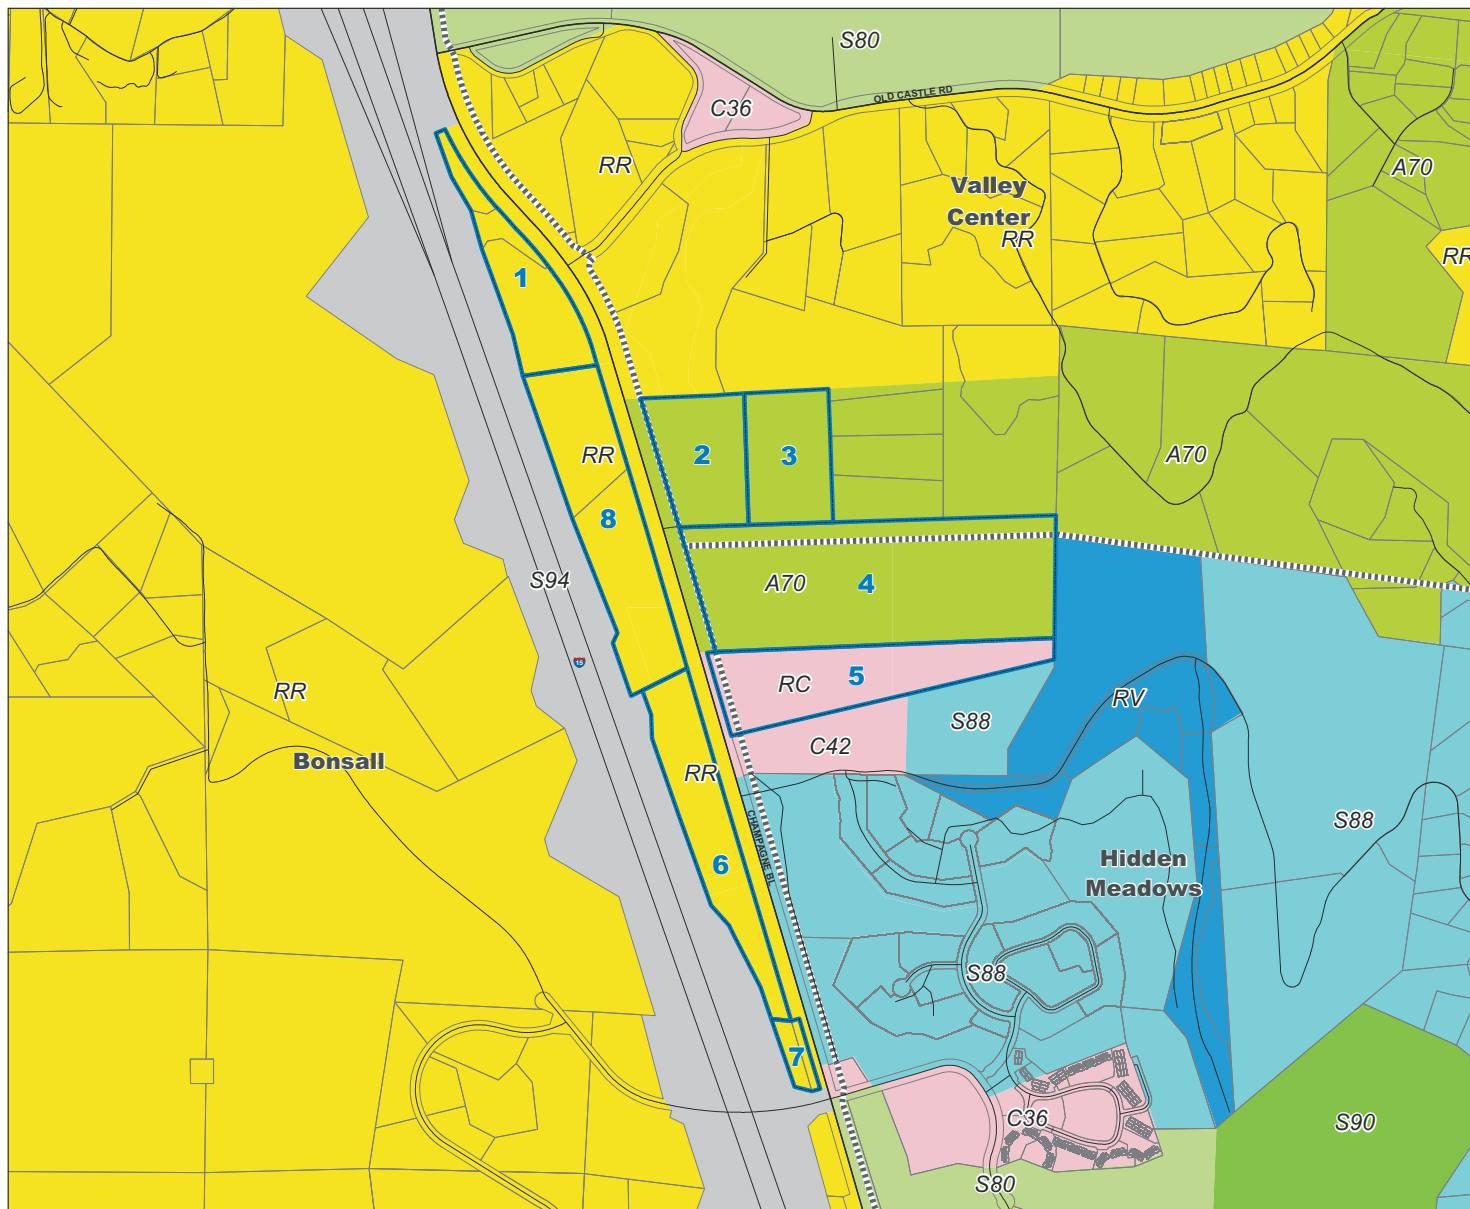 S80
OLD CASTLE RD
C36
RR
A70
Valley
Center
RR
RR
1
RR
2
3
A70
8
S94
A70
4
15
RC
5
RR
RV
S88
C42
Bonsall
RR
CHAMPAGNE BL
S88
6
Hidden
Meadows
S88
7
C36
S90
S80